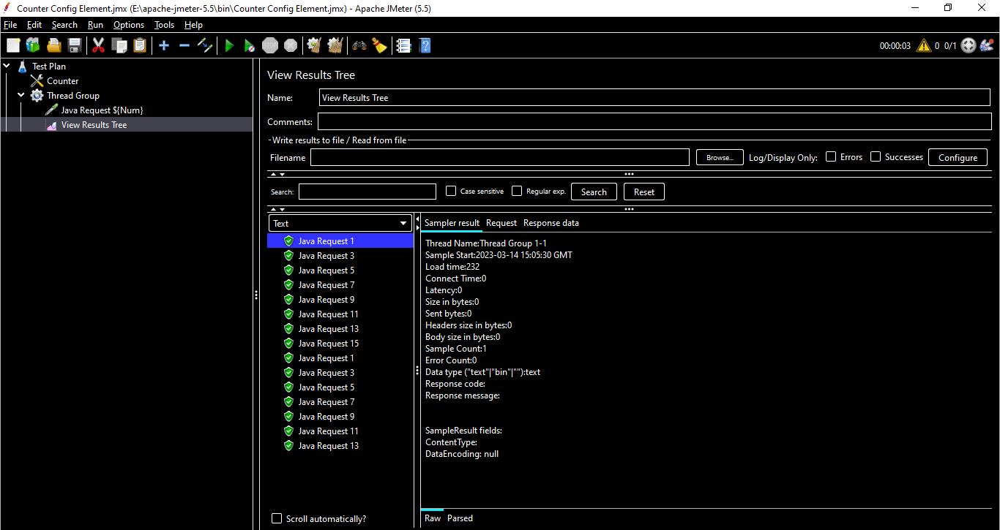 Counter Config Element.jmx (E:\apache-jmeter-5.5\bin\Counter Config Element.jmx) - Apache JMeter (5.5)
File Edit Search Run Options Tools Help
00:00:03 0 0/1
Test Plan
Counter
Thread Group
Java Request ${Num}
View Results Tree
View Results Tree
Name: View Results Tree
Comments:
Write results to file / Read from file
Filename Browse... Log/Display Only: Errors Successes Configure
Search: Case sensitive Regular exp. Search Reset
Text
Java Request 1
Java Request 3
Java Request 5
Java Request 7
Java Request 9
Java Request 11
Java Request 13
Java Request 15
Java Request 1
Java Request 3
Java Request 5
Java Request 7
Java Request 9
Java Request 11
Java Request 13
Scroll automatically?
Sampler result Request Response data
Thread Name:Thread Group 1-1
Sample Start:2023-03-14 15:05:30 GMT
Load time:232
Connect Time:0
Latency:0
Size in bytes:0
Sent bytes:0
Headers size in bytes:0
Body size in bytes:0
Sample Count:1
Error Count:0
Data type ("text"|"bin"|""):text
Response code:
Response message:
SampleResult fields:
ContentType:
DataEncoding: null
Raw Parsed